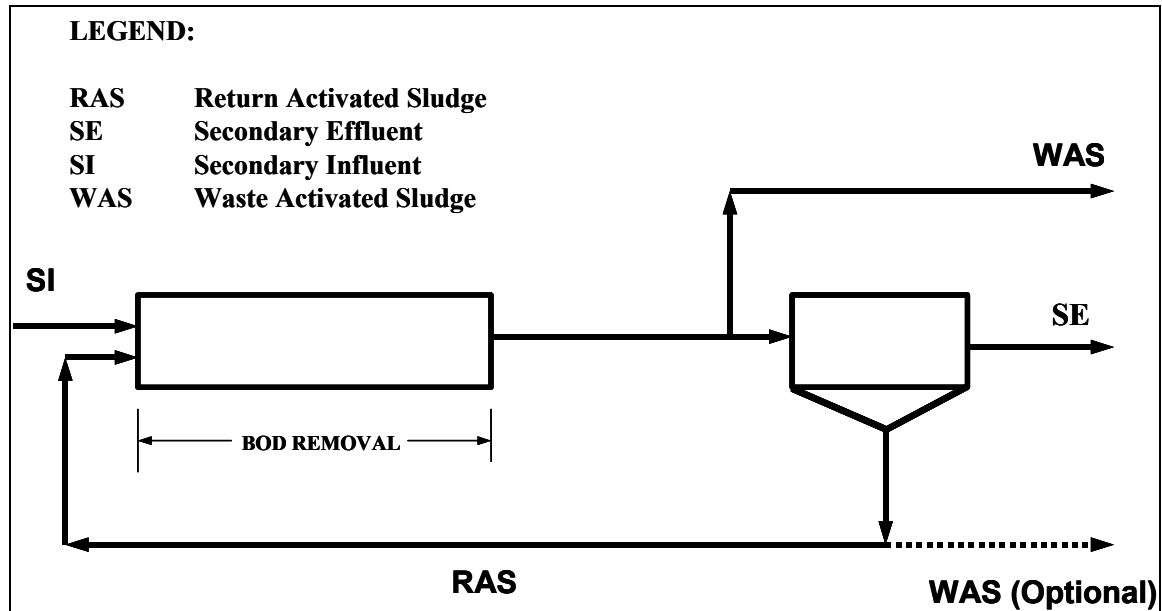 LEGEND:
RAS Return Activated Sludge
SE Secondary Effluent
SI Secondary Influent
WAS Waste Activated Sludge
WAS
SI
SE
BOD REMOVAL
RAS
WAS (Optional)